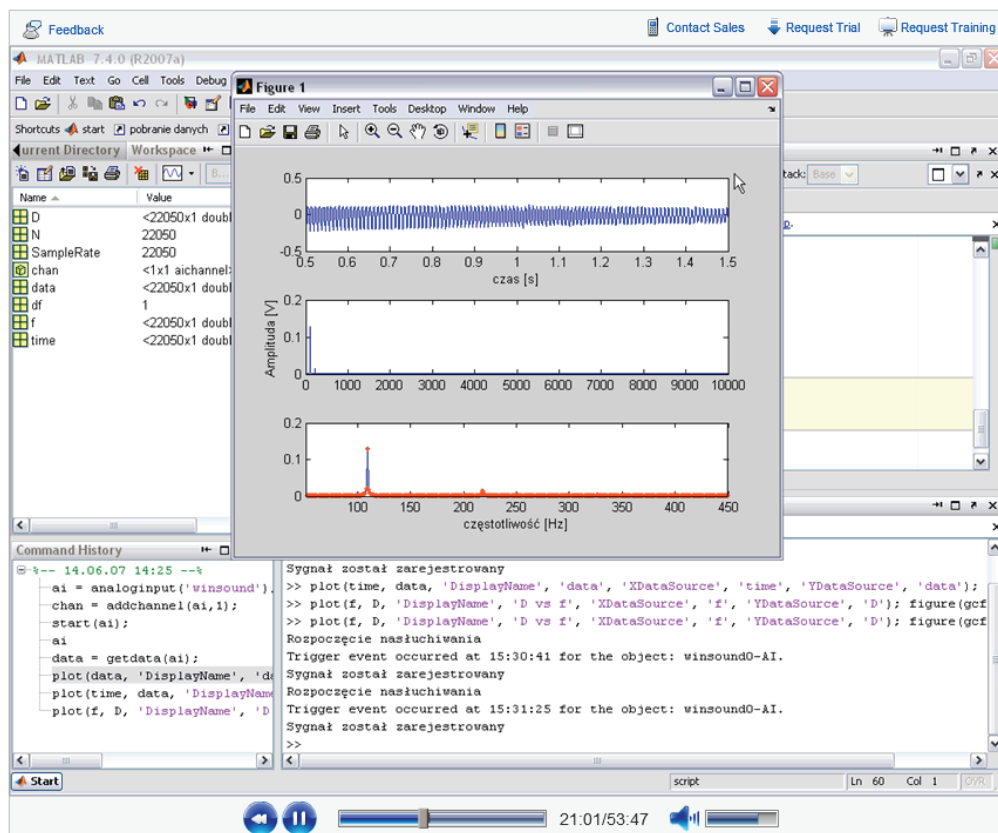 Feedback Contact Sales Request Trial Request Training
MATLAB 7.4.0 (R2007a)
File Edit Text Go Cell Tools Debug
Shortcuts start pobranie danych
urrent Directory Workspace
Stack: Base
Name Value
D <22050x1 doubl
N 22050
SampleRate 22050
chan <1x1 aichannel>
data <22050x1 doubl
df 1
f <22050x1 doubl
time <22050x1 doubl
Figure 1
File Edit View Insert Tools Desktop Window Help
0.5
0
-0.5
0.5 0.6 0.7 0.8 0.9 1 1.1 1.2 1.3 1.4 1.5
czas [s]
Amplituda [V]
0.2
0.1
0
0 1000 2000 3000 4000 5000 6000 7000 8000 9000 10000
0.2
0.1
0
100 150 200 250 300 350 400 450
częstotliwość [Hz]
Command History
%-- 14.06.07 14:25 --%
ai = analoginput('winsound')
chan = addchannel(ai,1);
start(ai);
ai
data = getdata(ai);
plot(data, 'DisplayName', 'da
plot(time, data, 'DisplayName
plot(f, D, 'DisplayName', 'D
Sygnał został zarejestrowany
>> plot(time, data, 'DisplayName', 'data', 'XDataSource', 'time', 'YDataSource', 'data');
>> plot(f, D, 'DisplayName', 'D vs f', 'XDataSource', 'f', 'YDataSource', 'D'); figure(gcf
>> plot(f, D, 'DisplayName', 'D vs f', 'XDataSource', 'f', 'YDataSource', 'D'); figure(gcf
Rozpoczęcie nasłuchiwania
Trigger event occurred at 15:30:41 for the object: winsound0-AI.
Sygnał został zarejestrowany
Rozpoczęcie nasłuchiwania
Trigger event occurred at 15:31:25 for the object: winsound0-AI.
Sygnał został zarejestrowany
>>
Start script Ln 60 Col 1 OVR
21:01/53:47